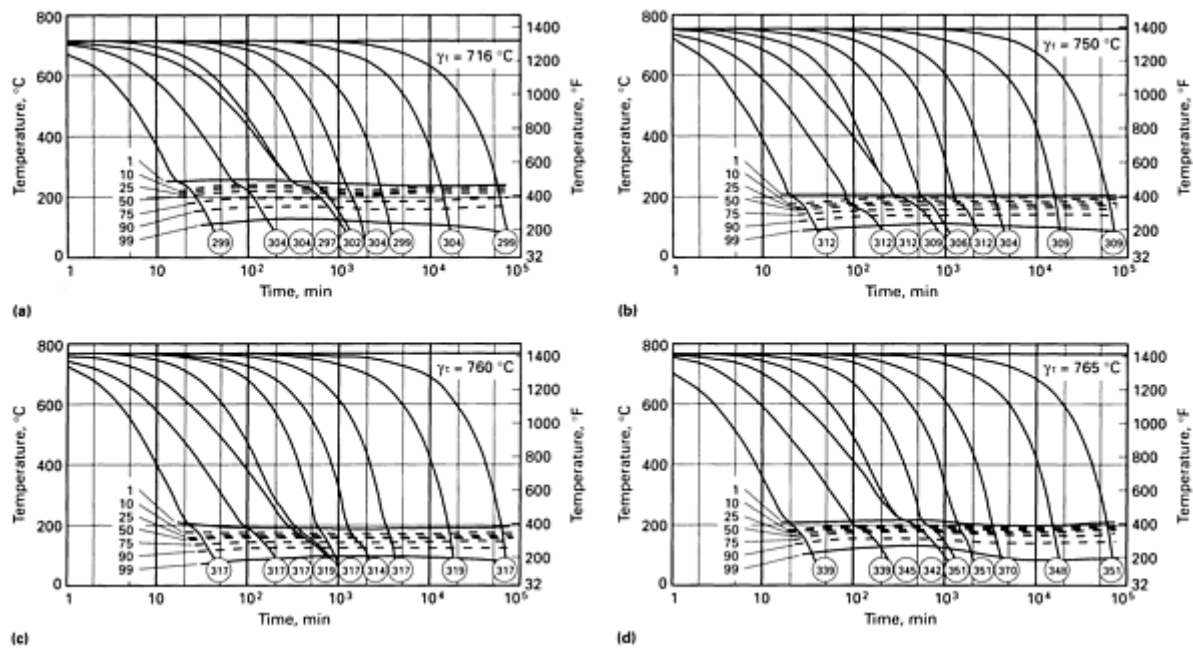 800
600
400
200
0
Temperature, °C
γτ = 716 °C
1400
1200
1000
800
600
400
200
32
Temperature, °F
1
10
25
50
75
90
99
299 304 304 297 302 304 299 304 299
1 10 10² 10³ 10⁴ 10⁵
Time, min
(a)
800
600
400
200
0
Temperature, °C
γτ = 750 °C
1400
1200
1000
800
600
400
200
32
Temperature, °F
1
10
25
50
75
90
99
312 312 312 309 306 312 304 309 309
1 10 10² 10³ 10⁴ 10⁵
Time, min
(b)
800
600
400
200
0
Temperature, °C
γτ = 760 °C
1400
1200
1000
800
600
400
200
32
Temperature, °F
1
10
25
50
75
90
99
317 317 317 319 317 314 317 319 317
1 10 10² 10³ 10⁴ 10⁵
Time, min
(c)
800
600
400
200
0
Temperature, °C
γτ = 765 °C
1400
1200
1000
800
600
400
200
32
Temperature, °F
1
10
25
50
75
90
99
339 339 345 342 351 351 370 348 351
1 10 10² 10³ 10⁴ 10⁵
Time, min
(d)